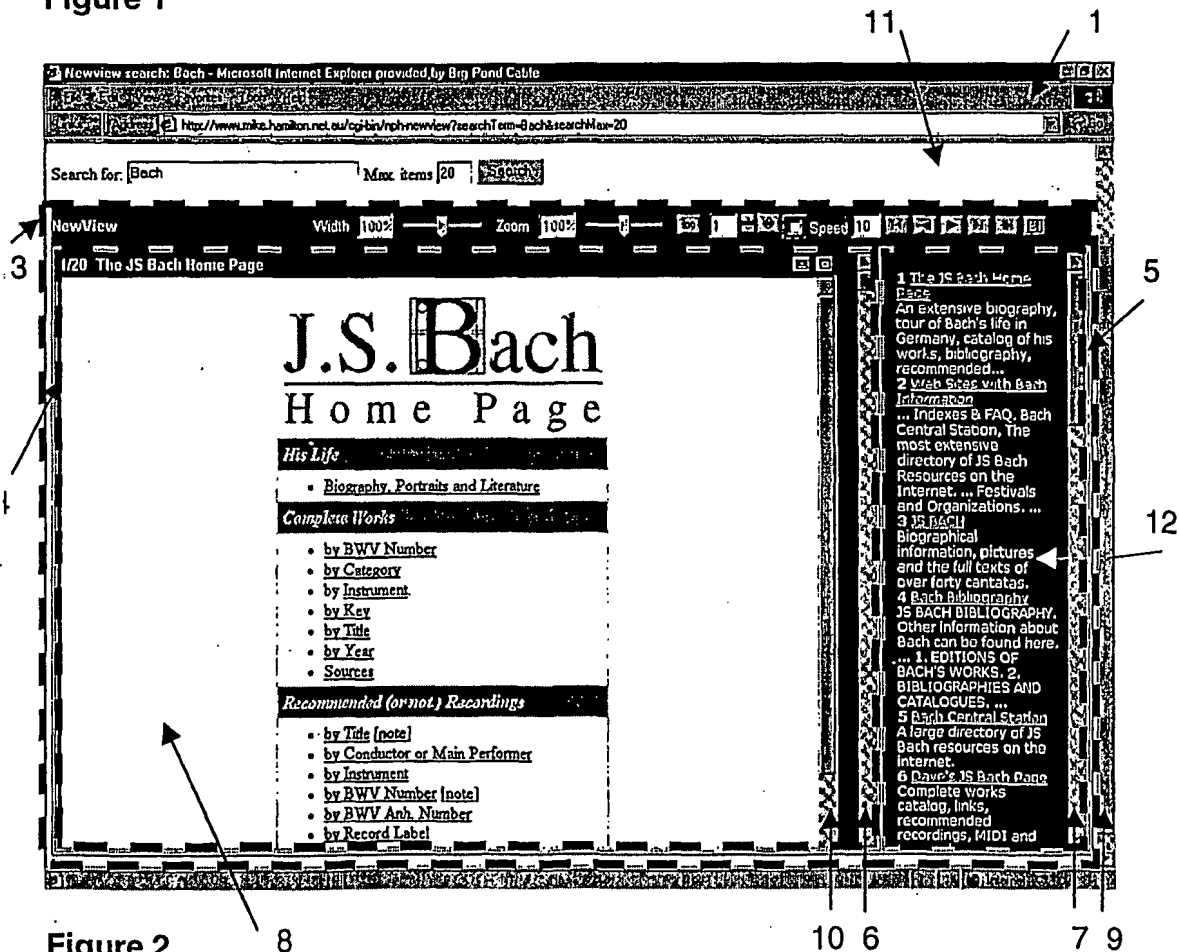 Figure 1
11
1
Newview search: Bach - Microsoft Internet Explorer provided by Big Pond Cable
http://www.mike.hamilton.net.au/cgi-bin/nph-newview?searchTerm=Bach&searchMax=20
Search for: Bach Max items 20 Search
NewView Width 100% Zoom 100% 1 Speed 10
3
1/20 The JS Bach Home Page
5
J.S. Bach
Home Page
His Life
Biography, Portraits and Literature
Complete Works
by BWV Number
by Category
by Instrument
by Key
by Title
by Year
Sources
Recommended (or not) Recordings
by Title [note]
by Conductor or Main Performer
by Instrument
by BWV Number [note]
by BWV Anh. Number
by Record Label
1 The JS Bach Home
Page
An extensive biography,
tour of Bach's life in
Germany, catalog of his
works, bibliography,
recommended...
2 Web Sites with Bach
Information
... Indexes & FAQ. Bach
Central Station, The
most extensive
directory of JS Bach
Resources on the
Internet. ... Festivals
and Organizations. ...
3 JS BACH
Biographical
information, pictures
and the full texts of
over forty cantatas.
4 Bach Bibliography
JS BACH BIBLIOGRAPHY.
Other information about
Bach can be found here.
... 1. EDITIONS OF
BACH'S WORKS. 2.
BIBLIOGRAPHIES AND
CATALOGUES. ...
5 Bach Central Station
A large directory of JS
Bach resources on the
internet.
6 Dave's JS Bach Page
Complete works
catalog, links,
recommended
recordings, MIDI and
12
Figure 2
8
10 6 7 9